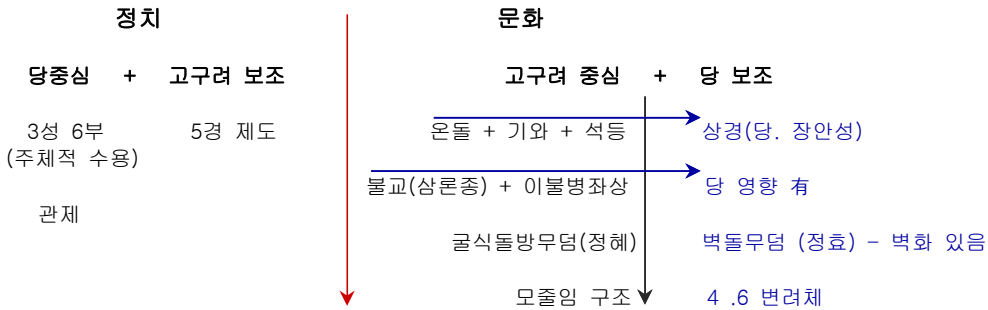 정치
문화
당중심 + 고구려 보조
고구려 중심 + 당 보조
3성 6부
(주체적 수용)
5경 제도
온돌 + 기와 + 석등
상경(당. 장안성)
불교(삼론종) + 이불병좌상
당 영향 有
관제
굴식돌방무덤(정혜)
벽돌무덤 (정효) - 벽화 있음
모줄임 구조
4 .6 변려체